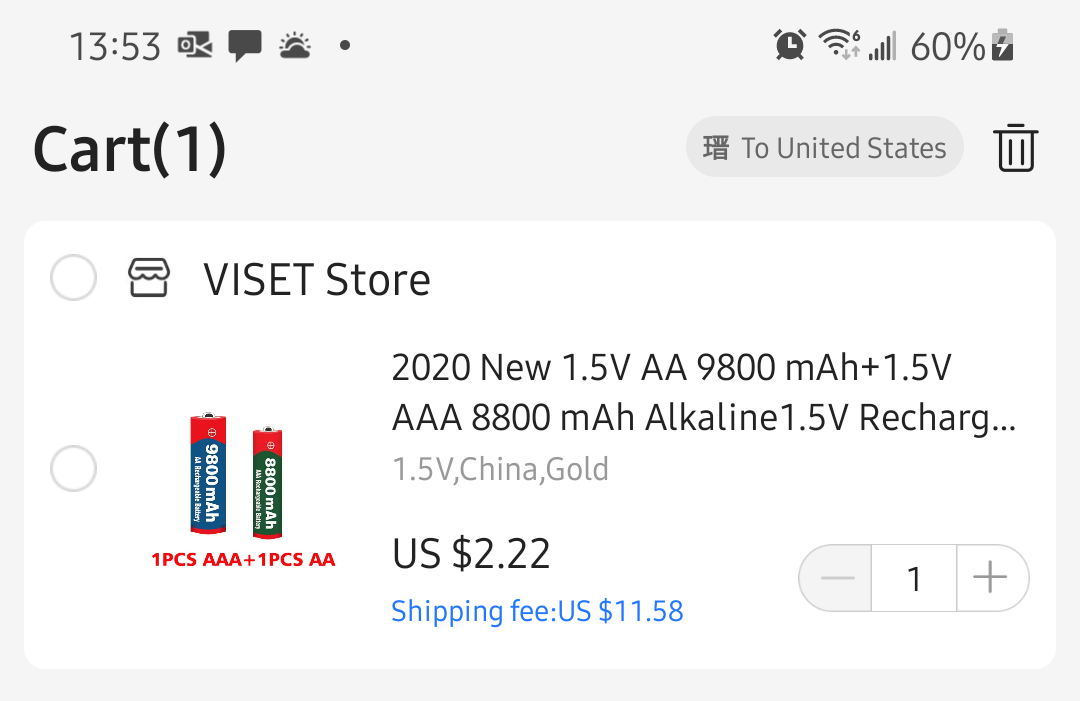 13:53
6
60%
Cart(1)
To United States
VISET Store
2020 New 1.5V AA 9800 mAh+1.5V
AAA 8800 mAh Alkaline1.5V Recharg...
1.5V,China,Gold
9800mAh
AA Rechargeable Battery
8800mAh
AAA Rechargeable Battery
1PCS AAA+1PCS AA
US $2.22
1
Shipping fee:US $11.58